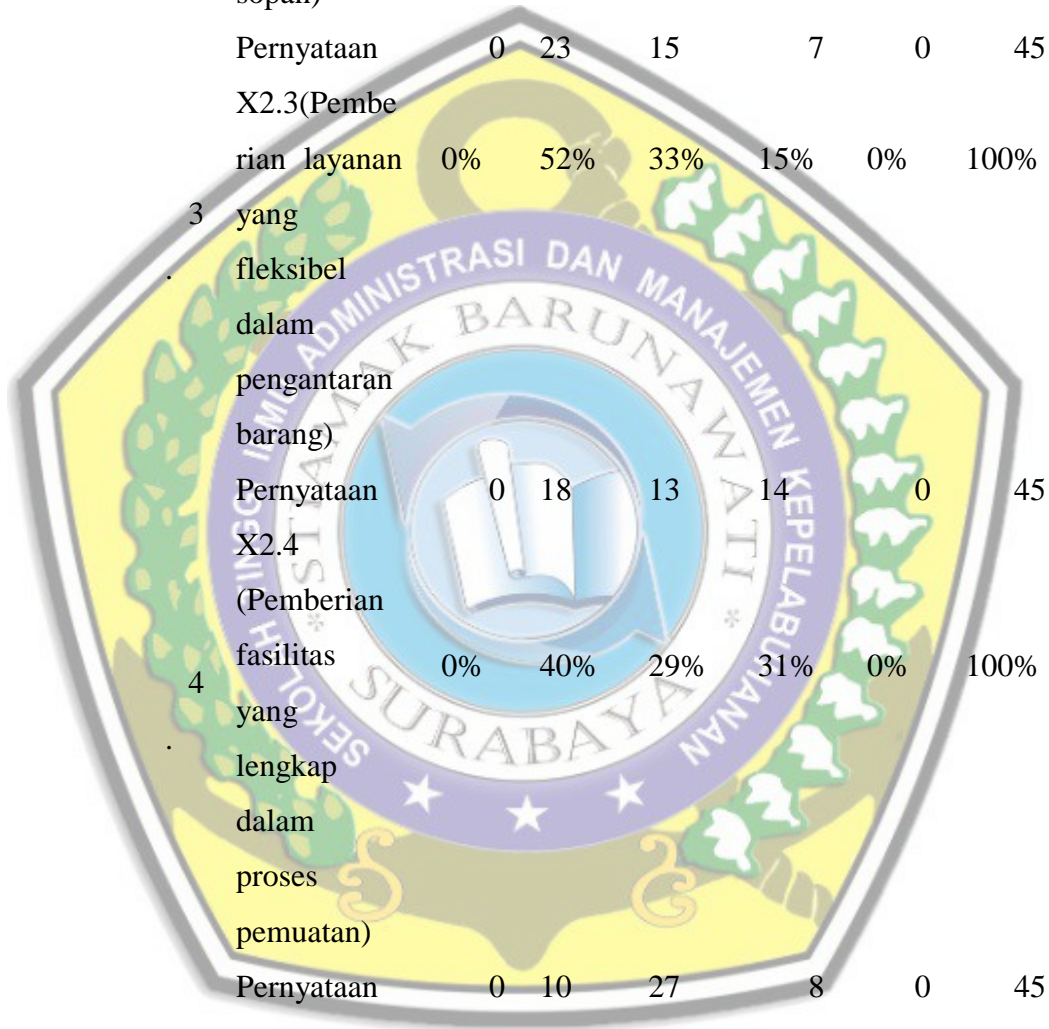 sopan)
Pernyataan 0 23 15 7 0 45
X2.3(Pembe
rian layanan 0% 52% 33% 15% 0% 100%
3 yang
. fleksibel
dalam
pengantaran
barang)
Pernyataan 0 18 13 14 0 45
X2.4
(Pemberian
fasilitas 0% 40% 29% 31% 0% 100%
4 yang
. lengkap
dalam
proses
pemuatan)
Pernyataan 0 10 27 8 0 45
SEKOLAH TINGGI ILMU ADMINISTRASI DAN MANAJEMEN KEPELABUHANAN
* STIAMAK BARUNAWATI *
SURABAYA